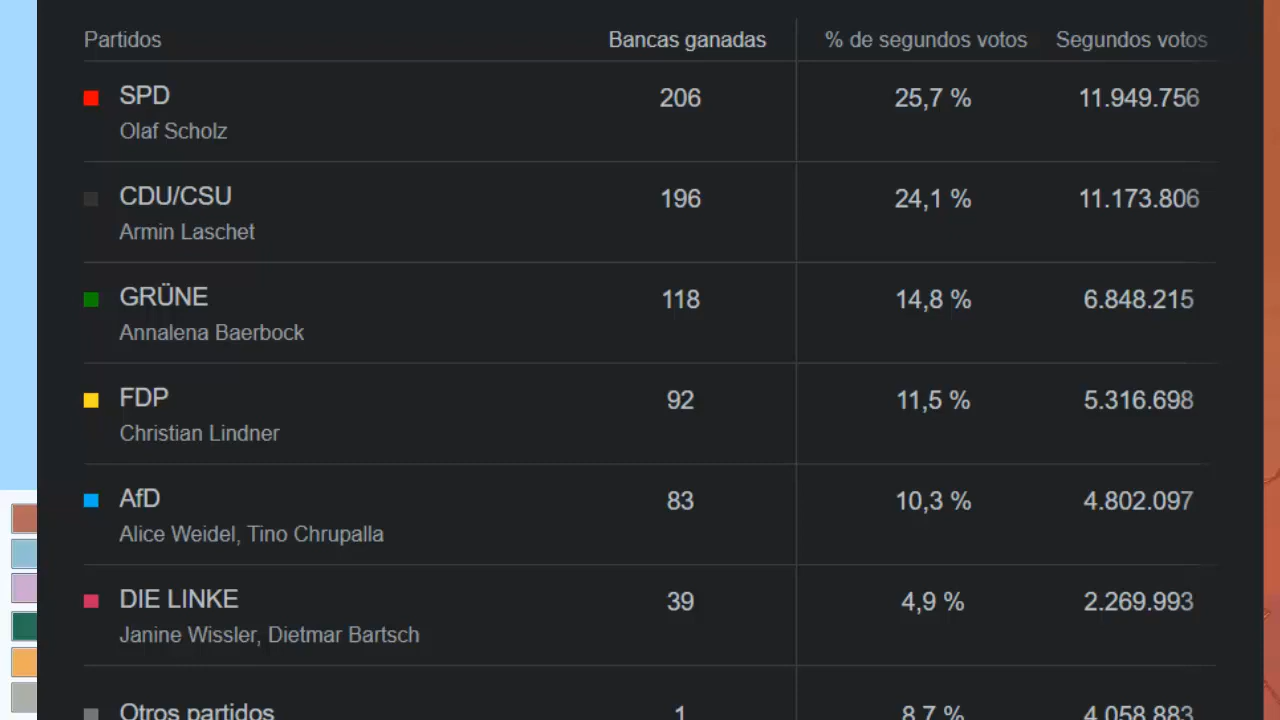 Partidos Bancas ganadas % de segundos votos Segundos votos
SPD 206 25,7 % 11.949.756
Olaf Scholz
CDU/CSU 196 24,1 % 11.173.806
Armin Laschet
GRÜNE 118 14,8 % 6.848.215
Annalena Baerbock
FDP 92 11,5 % 5.316.698
Christian Lindner
AfD 83 10,3 % 4.802.097
Alice Weidel, Tino Chrupalla
DIE LINKE 39 4,9 % 2.269.993
Janine Wissler, Dietmar Bartsch
Otros partidos 1 8,7 % 4.058.883